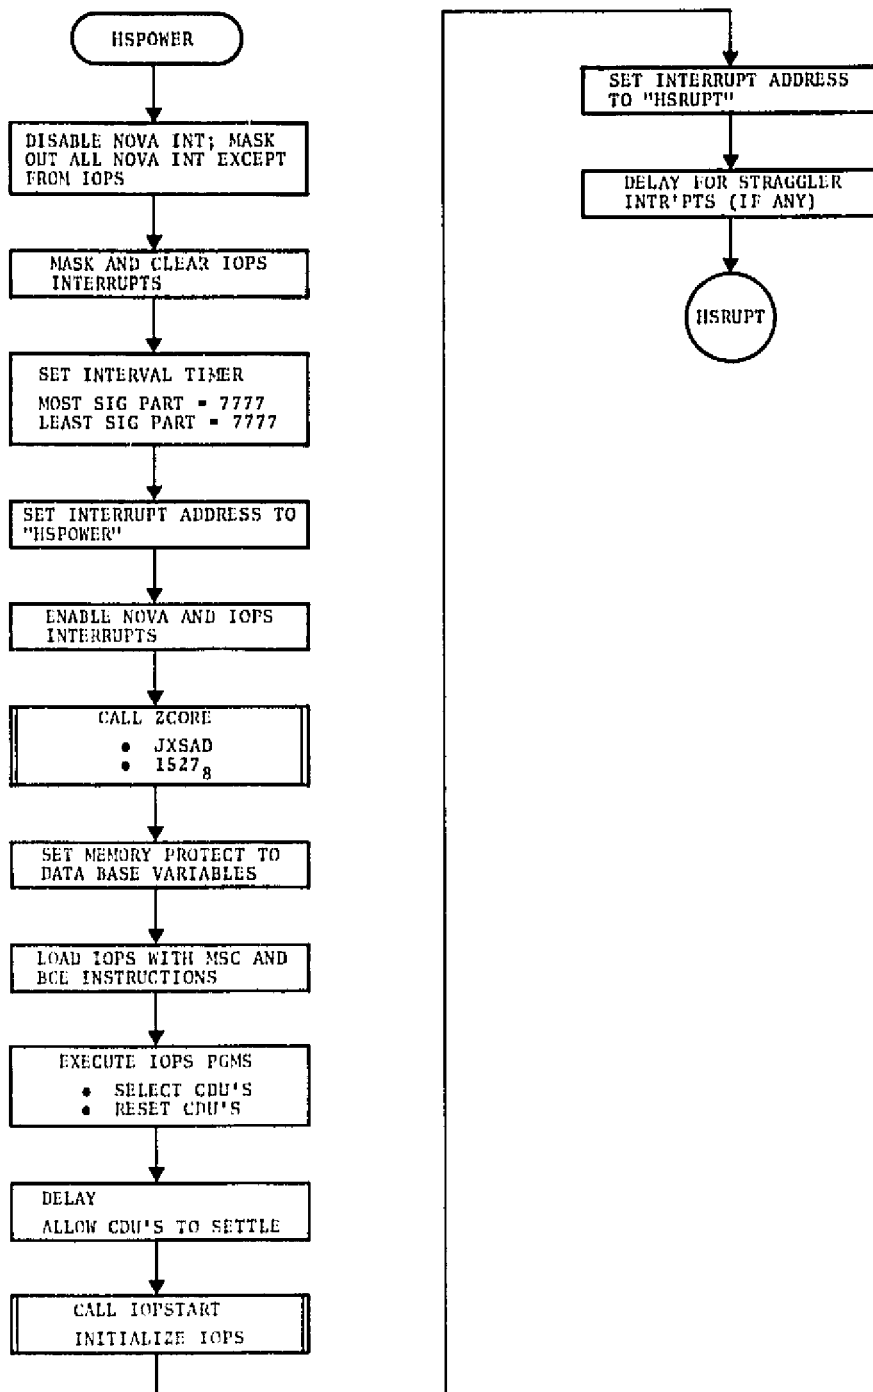 HSPOWER
DISABLE NOVA INT; MASK
OUT ALL NOVA INT EXCEPT
FROM IOPS
MASK AND CLEAR IOPS
INTERRUPTS
SET INTERVAL TIMER
MOST SIG PART = 7777
LEAST SIG PART = 7777
SET INTERRUPT ADDRESS TO
"HSPOWER"
ENABLE NOVA AND IOPS
INTERRUPTS
CALL ZCORE
• JXSAD
• 1527₈
SET MEMORY PROTECT TO
DATA BASE VARIABLES
LOAD IOPS WITH MSC AND
BCE INSTRUCTIONS
EXECUTE IOPS PGMS
• SELECT CDU'S
• RESET CDU'S
DELAY
ALLOW CDU'S TO SETTLE
CALL IOPSTART
INITIALIZE IOPS
SET INTERRUPT ADDRESS
TO "HSRUPT"
DELAY FOR STRAGGLER
INTR'PTS (IF ANY)
HSRUPT